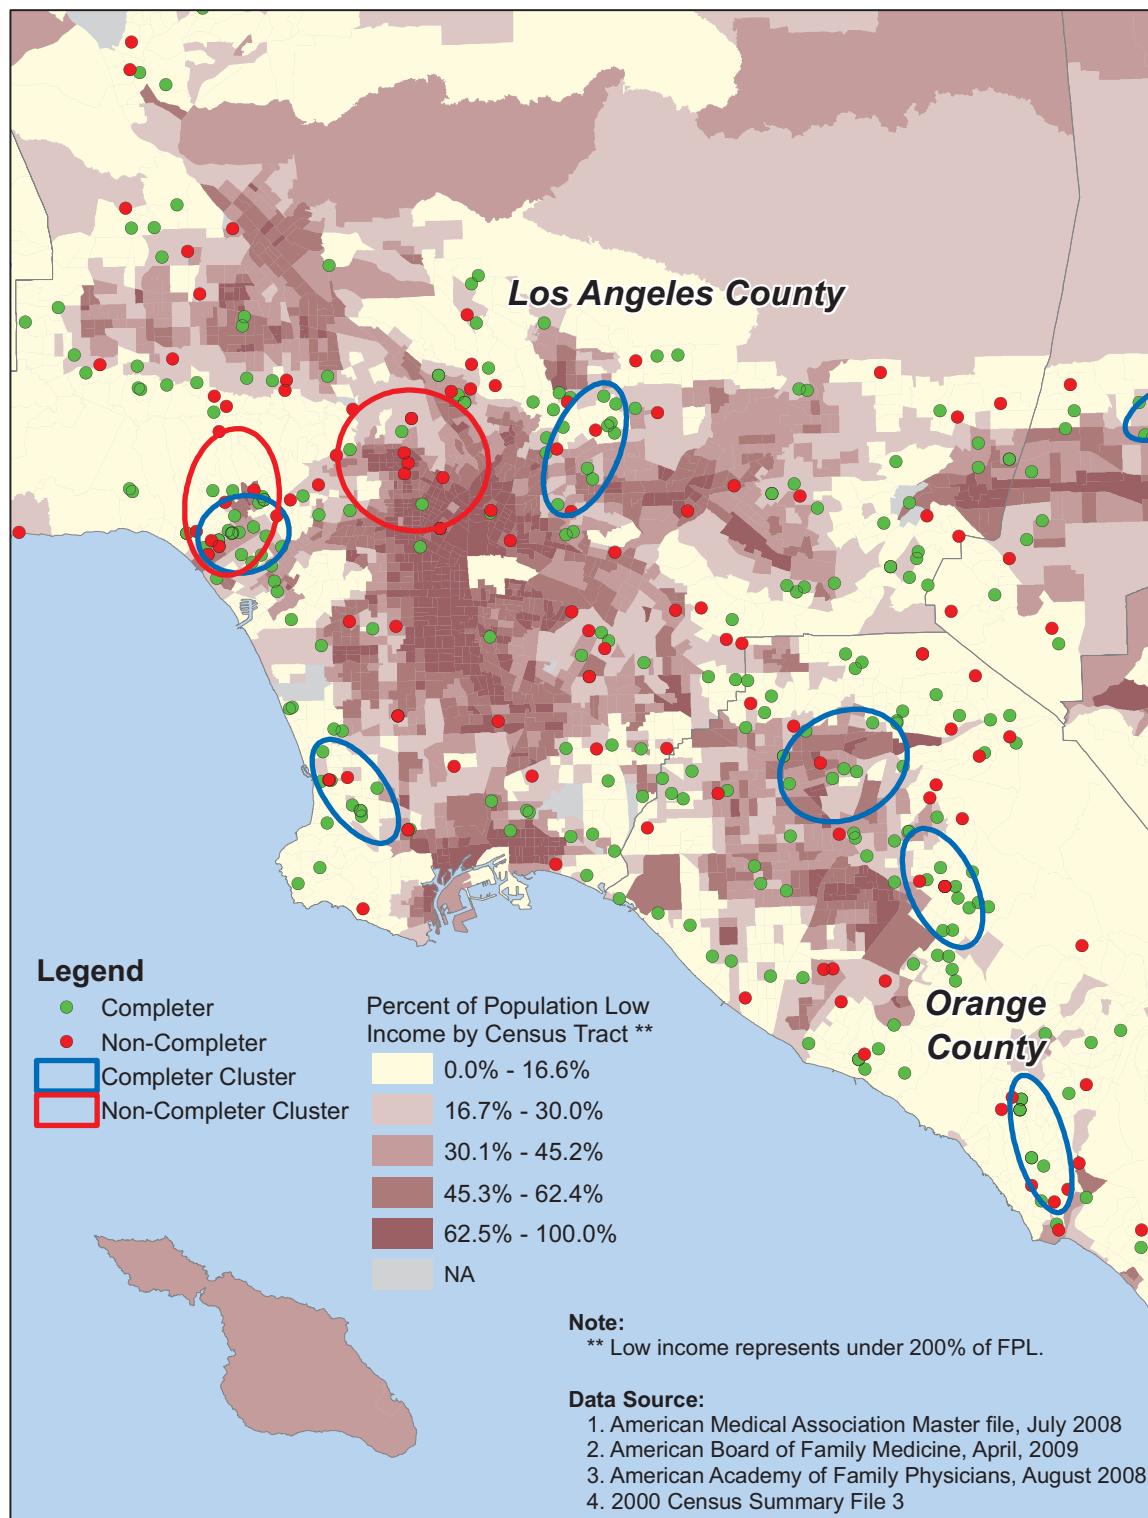 Los Angeles County
Orange
County
Legend
Completer
Non-Completer
Completer Cluster
Non-Completer Cluster
Percent of Population Low
Income by Census Tract **
0.0% - 16.6%
16.7% - 30.0%
30.1% - 45.2%
45.3% - 62.4%
62.5% - 100.0%
NA
Note:
** Low income represents under 200% of FPL.
Data Source:
1. American Medical Association Master file, July 2008
2. American Board of Family Medicine, April, 2009
3. American Academy of Family Physicians, August 2008
4. 2000 Census Summary File 3